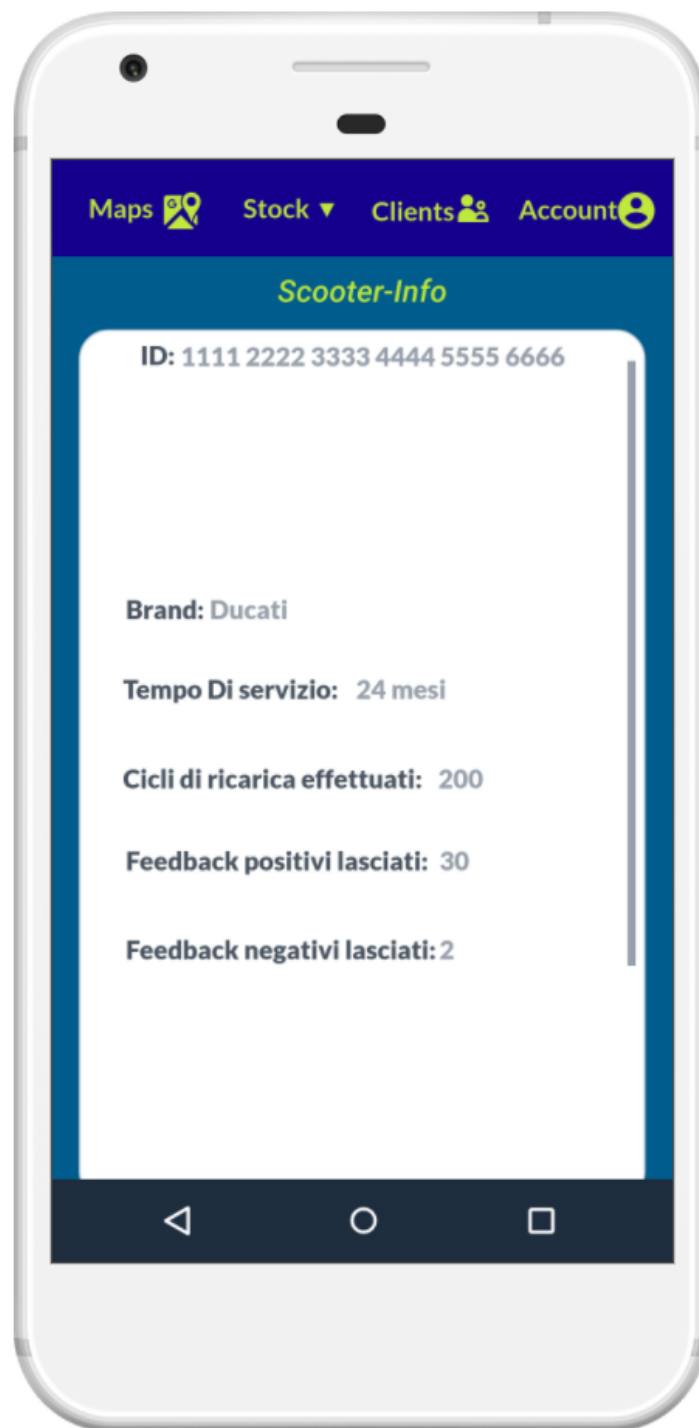 Maps Stock ▼ Clients Account
Scooter-Info
ID: 1111 2222 3333 4444 5555 6666
Brand: Ducati
Tempo Di servizio: 24 mesi
Cicli di ricarica effettuati: 200
Feedback positivi lasciati: 30
Feedback negativi lasciati: 2